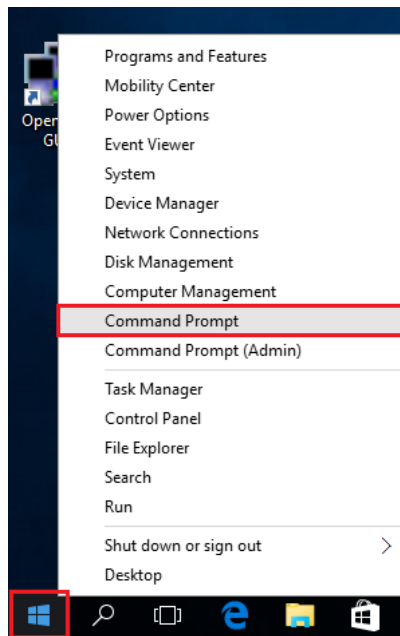 Programs and Features
Mobility Center
Power Options
Event Viewer
System
Device Manager
Network Connections
Disk Management
Computer Management
Command Prompt
Command Prompt (Admin)
Task Manager
Control Panel
File Explorer
Search
Run
Shut down or sign out
Desktop